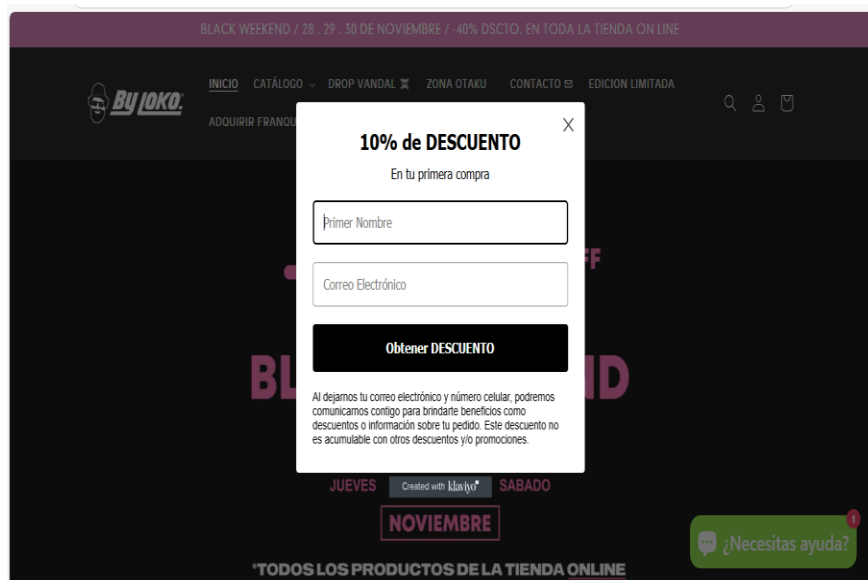 BLACK WEEKEND / 28 . 29 . 30 DE NOVIEMBRE / -40% DSCTO. EN TODA LA TIENDA ON LINE
By LOKO.
INICIO CATÁLOGO DROP VANDAL ZONA OTAKU CONTACTO EDICION LIMITADA
ADQUIRIR FRANQU
10% de DESCUENTO
X
En tu primera compra
Primer Nombre
FF
Correo Electrónico
Obtener DESCUENTO
BL ND
Al dejarnos tu correo electrónico y número celular, podremos
comunicarnos contigo para brindarte beneficios como
descuentos o información sobre tu pedido. Este descuento no
es acumulable con otros descuentos y/o promociones.
JUEVES Created with klaviyo SABADO
NOVIEMBRE
1
¿Necesitas ayuda?
*TODOS LOS PRODUCTOS DE LA TIENDA ONLINE